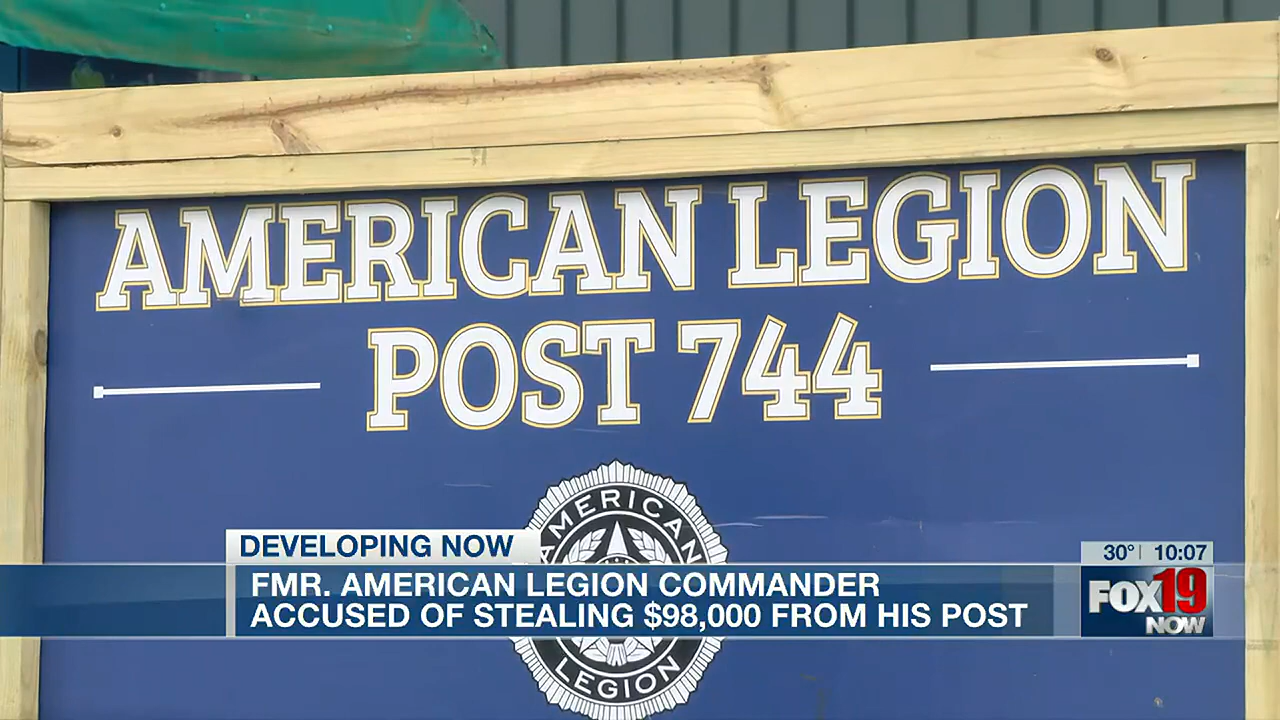 AMERICAN LEGION
POST 744
AMERICAN
LEGION
DEVELOPING NOW
FMR. AMERICAN LEGION COMMANDER
ACCUSED OF STEALING $98,000 FROM HIS POST
30° 10:07
FOX19
NOW